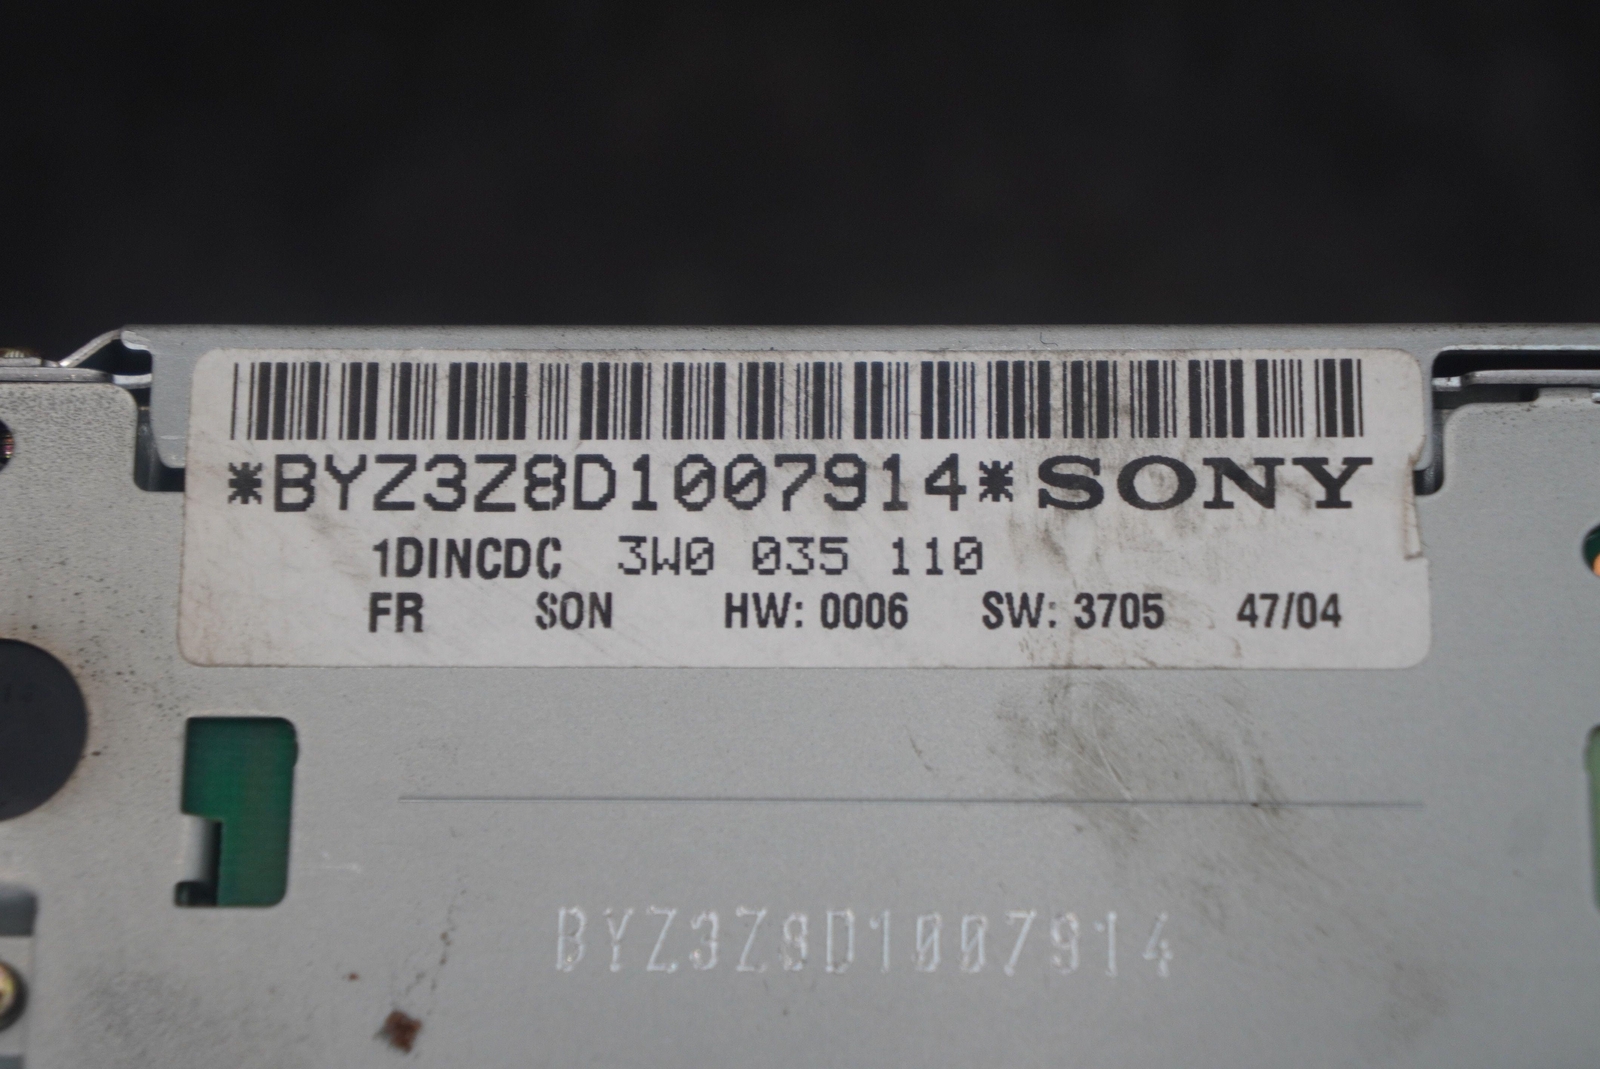 *BYZ3Z8D1007914* SONY
1DINCDC 3W0 035 110
FR SON HW: 0006 SW: 3705 47/04
BYZ3Z8D1007914